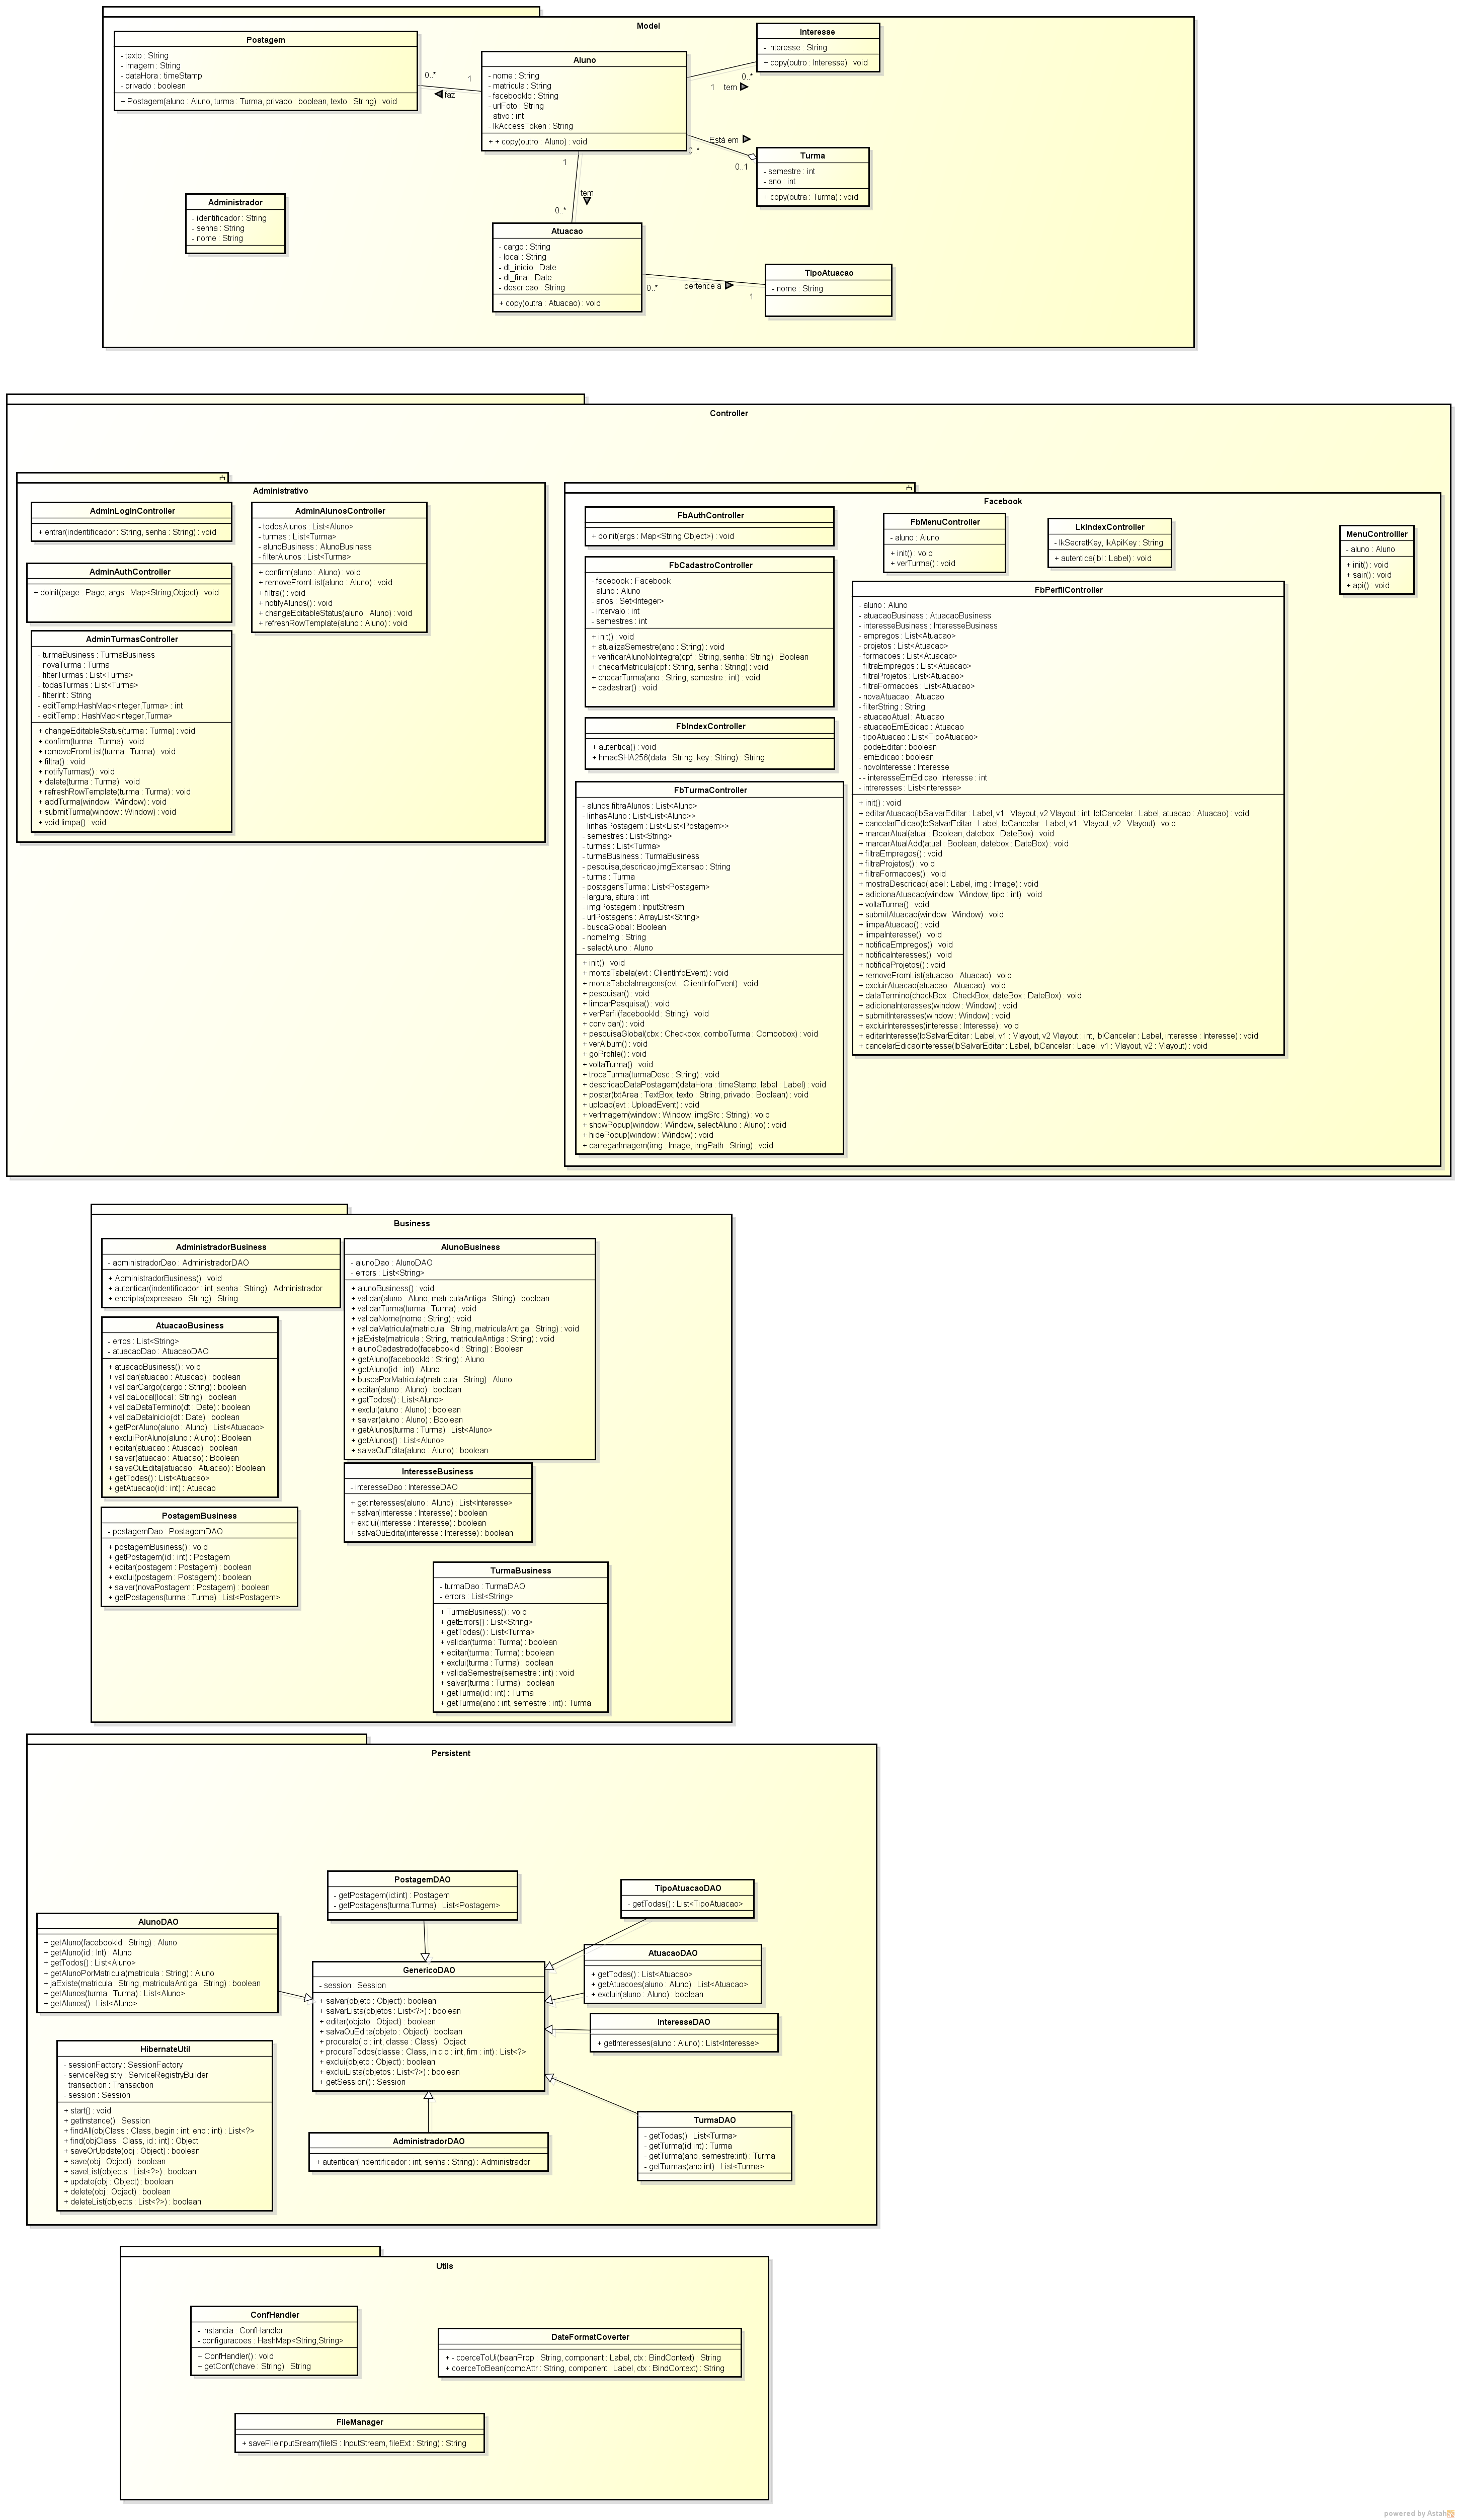 Model
Postagem
- texto : String
- imagem : String
- dataHora : timeStamp
- privado : boolean
+ Postagem(aluno : Aluno, turma : Turma, privado : boolean, texto : String) : void
0..*
1
faz
Aluno
- nome : String
- matricula : String
- facebookId : String
- urlFoto : String
- ativo : int
- lkAccessToken : String
+ + copy(outro : Aluno) : void
Interesse
- interesse : String
+ copy(outro : Interesse) : void
0..*
1
tem
Está em
0..*
0..1
Turma
- semestre : int
- ano : int
+ copy(outra : Turma) : void
1
tem
0..*
Administrador
- identificador : String
- senha : String
- nome : String
Atuacao
- cargo : String
- local : String
- dt_inicio : Date
- dt_final : Date
- descricao : String
+ copy(outra : Atuacao) : void
0..*
pertence a
1
TipoAtuacao
- nome : String
Controller
Administrativo
AdminLoginController
+ entrar(indentificador : String, senha : String) : void
AdminAuthController
+ doInit(page : Page, args : Map<String,Object>) : void
AdminTurmasController
- turmaBusiness : TurmaBusiness
- novaTurma : Turma
- filterTurmas : List<Turma>
- todasTurmas : List<Turma>
- filterInt : String
- editTemp:HashMap<Integer,Turma> : int
- editTemp : HashMap<Integer,Turma>
+ changeEditableStatus(turma : Turma) : void
+ confirm(turma : Turma) : void
+ removeFromList(turma : Turma) : void
+ filtra() : void
+ notifyTurmas() : void
+ delete(turma : Turma) : void
+ refreshRowTemplate(turma : Turma) : void
+ addTurma(window : Window) : void
+ submitTurma(window : Window) : void
+ void limpa() : void
AdminAlunosController
- todosAlunos : List<Aluno>
- turmas : List<Turma>
- alunoBusiness : AlunoBusiness
- filterAlunos : List<Turma>
+ confirm(aluno : Aluno) : void
+ removeFromList(aluno : Aluno) : void
+ filtra() : void
+ notifyAlunos() : void
+ changeEditableStatus(aluno : Aluno) : void
+ refreshRowTemplate(aluno : Aluno) : void
Facebook
FbAuthController
+ doInit(args : Map<String,Object>) : void
FbCadastroController
- facebook : Facebook
- aluno : Aluno
- anos : Set<Integer>
- intervalo : int
- semestres : int
+ init() : void
+ atualizaSemestre(ano : String) : void
+ verificarAlunoNoIntegra(cpf : String, senha : String) : Boolean
+ checarMatricula(cpf : String, senha : String) : void
+ checarTurma(ano : String, semestre : int) : void
+ cadastrar() : void
FbIndexController
+ autentica() : void
+ hmacSHA256(data : String, key : String) : String
FbTurmaController
- alunos,filtraAlunos : List<Aluno>
- linhasAluno : List<List<Aluno>>
- linhasPostagem : List<List<Postagem>>
- semestres : List<String>
- turmas : List<Turma>
- turmaBusiness : TurmaBusiness
- pesquisa,descricao,imgExtensao : String
- turma : Turma
- postagensTurma : List<Postagem>
- largura, altura : int
- imgPostagem : InputStream
- urlPostagens : ArrayList<String>
- buscaGlobal : Boolean
- nomeImg : String
- selectAluno : Aluno
+ init() : void
+ montaTabela(evt : ClientInfoEvent) : void
+ montaTabelaImagens(evt : ClientInfoEvent) : void
+ pesquisar() : void
+ limparPesquisa() : void
+ verPerfil(facebookId : String) : void
+ convidar() : void
+ pesquisaGlobal(cbx : Checkbox, comboTurma : Combobox) : void
+ verAlbum() : void
+ goProfile() : void
+ voltaTurma() : void
+ trocaTurma(turmaDesc : String) : void
+ descricaoDataPostagem(dataHora : timeStamp, label : Label) : void
+ postar(txtArea : TextBox, texto : String, privado : Boolean) : void
+ upload(evt : UploadEvent) : void
+ verImagem(window : Window, imgSrc : String) : void
+ showPopup(window : Window, selectAluno : Aluno) : void
+ hidePopup(window : Window) : void
+ carregarImagem(img : Image, imgPath : String) : void
FbMenuController
- aluno : Aluno
+ init() : void
+ verTurma() : void
LkIndexController
- lkSecretKey, lkApiKey : String
+ autentica(lbl : Label) : void
MenuControlller
- aluno : Aluno
+ init() : void
+ sair() : void
+ api() : void
FbPerfilController
- aluno : Aluno
- atuacaoBusiness : AtuacaoBusiness
- interesseBusiness : InteresseBusiness
- empregos : List<Atuacao>
- projetos : List<Atuacao>
- formacoes : List<Atuacao>
- filtraEmpregos : List<Atuacao>
- filtraProjetos : List<Atuacao>
- filtraFormacoes : List<Atuacao>
- novaAtuacao : Atuacao
- filterString : String
- atuacaoAtual : Atuacao
- atuacaoEmEdicao : Atuacao
- tipoAtuacao : List<TipoAtuacao>
- podeEditar : boolean
- emEdicao : boolean
- novoInteresse : Interesse
- - interesseEmEdicao :Interesse : int
- intreresses : List<Interesse>
+ init() : void
+ editarAtuacao(lbSalvarEditar : Label, v1 : Vlayout, v2 Vlayout : int, lblCancelar : Label, atuacao : Atuacao) : void
+ cancelarEdicao(lbSalvarEditar : Label, lbCancelar : Label, v1 : Vlayout, v2 : Vlayout) : void
+ marcarAtual(atual : Boolean, datebox : DateBox) : void
+ marcarAtualAdd(atual : Boolean, datebox : DateBox) : void
+ filtraEmpregos() : void
+ filtraProjetos() : void
+ filtraFormacoes() : void
+ mostraDescricao(label : Label, img : Image) : void
+ adicionaAtuacao(window : Window, tipo : int) : void
+ voltaTurma() : void
+ submitAtuacao(window : Window) : void
+ limpaAtuacao() : void
+ limpaInteresse() : void
+ notificaEmpregos() : void
+ notificaInteresses() : void
+ notificaProjetos() : void
+ removeFromList(atuacao : Atuacao) : void
+ excluirAtuacao(atuacao : Atuacao) : void
+ dataTermino(checkBox : CheckBox, dateBox : DateBox) : void
+ adicionaInteresses(window : Window) : void
+ submitInteresses(window : Window) : void
+ excluirInteresses(interesse : Interesse) : void
+ editarInteresse(lbSalvarEditar : Label, v1 : Vlayout, v2 Vlayout : int, lblCancelar : Label, interesse : Interesse) : void
+ cancelarEdicaoInteresse(lbSalvarEditar : Label, lbCancelar : Label, v1 : Vlayout, v2 : Vlayout) : void
Business
AdministradorBusiness
- administradorDao : AdministradorDAO
+ AdministradorBusiness() : void
+ autenticar(indentificador : int, senha : String) : Administrador
+ encripta(expressao : String) : String
AtuacaoBusiness
- erros : List<String>
- atuacaoDao : AtuacaoDAO
+ atuacaoBusiness() : void
+ validar(atuacao : Atuacao) : boolean
+ validarCargo(cargo : String) : boolean
+ validaLocal(local : String) : boolean
+ validaDataTermino(dt : Date) : boolean
+ validaDataInicio(dt : Date) : boolean
+ getPorAluno(aluno : Aluno) : List<Atuacao>
+ excluiPorAluno(aluno : Aluno) : Boolean
+ editar(atuacao : Atuacao) : boolean
+ salvar(atuacao : Atuacao) : Boolean
+ salvaOuEdita(atuacao : Atuacao) : Boolean
+ getTodas() : List<Atuacao>
+ getAtuacao(id : int) : Atuacao
PostagemBusiness
- postagemDao : PostagemDAO
+ postagemBusiness() : void
+ getPostagem(id : int) : Postagem
+ editar(postagem : Postagem) : boolean
+ exclui(postagem : Postagem) : boolean
+ salvar(novaPostagem : Postagem) : boolean
+ getPostagens(turma : Turma) : List<Postagem>
AlunoBusiness
- alunoDao : AlunoDAO
- errors : List<String>
+ alunoBusiness() : void
+ validar(aluno : Aluno, matriculaAntiga : String) : boolean
+ validarTurma(turma : Turma) : void
+ validaNome(nome : String) : void
+ validaMatricula(matricula : String, matriculaAntiga : String) : void
+ jaExiste(matricula : String, matriculaAntiga : String) : void
+ alunoCadastrado(facebookId : String) : Boolean
+ getAluno(facebookId : String) : Aluno
+ getAluno(id : int) : Aluno
+ buscaPorMatricula(matricula : String) : Aluno
+ editar(aluno : Aluno) : boolean
+ getTodos() : List<Aluno>
+ exclui(aluno : Aluno) : boolean
+ salvar(aluno : Aluno) : Boolean
+ getAlunos(turma : Turma) : List<Aluno>
+ getAlunos() : List<Aluno>
+ salvaOuEdita(aluno : Aluno) : boolean
InteresseBusiness
- interesseDao : InteresseDAO
+ getInteresses(aluno : Aluno) : List<Interesse>
+ salvar(interesse : Interesse) : boolean
+ exclui(interesse : Interesse) : boolean
+ salvaOuEdita(interesse : Interesse) : boolean
TurmaBusiness
- turmaDao : TurmaDAO
- errors : List<String>
+ TurmaBusiness() : void
+ getErrors() : List<String>
+ getTodas() : List<Turma>
+ validar(turma : Turma) : boolean
+ editar(turma : Turma) : boolean
+ exclui(turma : Turma) : boolean
+ validaSemestre(semestre : int) : void
+ salvar(turma : Turma) : boolean
+ getTurma(id : int) : Turma
+ getTurma(ano : int, semestre : int) : Turma
Persistent
PostagemDAO
- getPostagem(id:int) : Postagem
- getPostagens(turma:Turma) : List<Postagem>
TipoAtuacaoDAO
- getTodas() : List<TipoAtuacao>
AlunoDAO
+ getAluno(facebookId : String) : Aluno
+ getAluno(id : Int) : Aluno
+ getTodos() : List<Aluno>
+ getAlunoPorMatricula(matricula : String) : Aluno
+ jaExiste(matricula : String, matriculaAntiga : String) : boolean
+ getAlunos(turma : Turma) : List<Aluno>
+ getAlunos() : List<Aluno>
GenericoDAO
- session : Session
+ salvar(objeto : Object) : boolean
+ salvarLista(objetos : List<?>) : boolean
+ editar(objeto : Object) : boolean
+ salvaOuEdita(objeto : Object) : boolean
+ procuraId(id : int, classe : Class) : Object
+ procuraTodos(classe : Class, inicio : int, fim : int) : List<?>
+ exclui(objeto : Object) : boolean
+ excluiLista(objetos : List<?>) : boolean
+ getSession() : Session
AtuacaoDAO
+ getTodas() : List<Atuacao>
+ getAtuacoes(aluno : Aluno) : List<Atuacao>
+ excluir(aluno : Aluno) : boolean
InteresseDAO
+ getInteresses(aluno : Aluno) : List<Interesse>
HibernateUtil
- sessionFactory : SessionFactory
- serviceRegistry : ServiceRegistryBuilder
- transaction : Transaction
- session : Session
+ start() : void
+ getInstance() : Session
+ findAll(objClass : Class, begin : int, end : int) : List<?>
+ find(objClass : Class, id : int) : Object
+ saveOrUpdate(obj : Object) : boolean
+ save(obj : Object) : boolean
+ saveList(objects : List<?>) : boolean
+ update(obj : Object) : boolean
+ delete(obj : Object) : boolean
+ deleteList(objects : List<?>) : boolean
AdministradorDAO
+ autenticar(indentificador : int, senha : String) : Administrador
TurmaDAO
- getTodas() : List<Turma>
- getTurma(id:int) : Turma
- getTurma(ano, semestre:int) : Turma
- getTurmas(ano:int) : List<Turma>
Utils
ConfHandler
- instancia : ConfHandler
- configuracoes : HashMap<String,String>
+ ConfHandler() : void
+ getConf(chave : String) : String
DateFormatCoverter
+ - coerceToUi(beanProp : String, component : Label, ctx : BindContext) : String
+ coerceToBean(compAttr : String, component : Label, ctx : BindContext) : String
FileManager
+ saveFileInputSream(fileIS : InputStream, fileExt : String) : String
powered by Astah